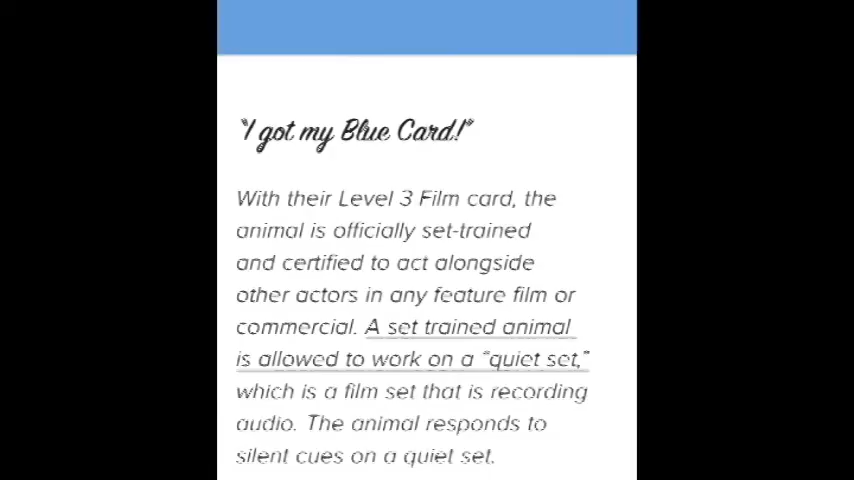 "I got my Blue Card!"
With their Level 3 Film card, the
animal is officially set-trained
and certified to act alongside
other actors in any feature film or
commercial. A set trained animal
is allowed to work on a "quiet set,"
which is a film set that is recording
audio. The animal responds to
silent cues on a quiet set.